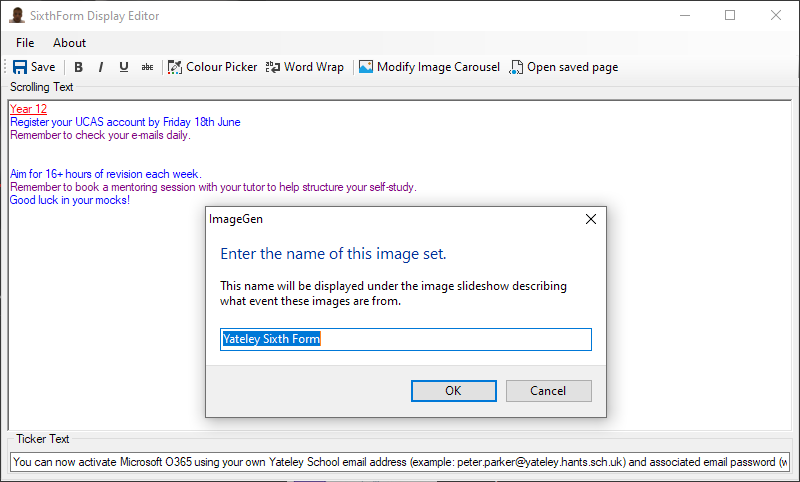 SixthForm Display Editor
File About
Save B I U abc Colour Picker Word Wrap Modify Image Carousel Open saved page
Scrolling Text
Year 12
Register your UCAS account by Friday 18th June
Remember to check your e-mails daily.
Aim for 16+ hours of revision each week.
Remember to book a mentoring session with your tutor to help structure your self-study.
Good luck in your mocks!
ImageGen
Enter the name of this image set.
This name will be displayed under the image slideshow describing
what event these images are from.
Yateley Sixth Form
OK Cancel
Ticker Text
You can now activate Microsoft O365 using your own Yateley School email address (example: peter.parker@yateley.hants.sch.uk) and associated email password (w